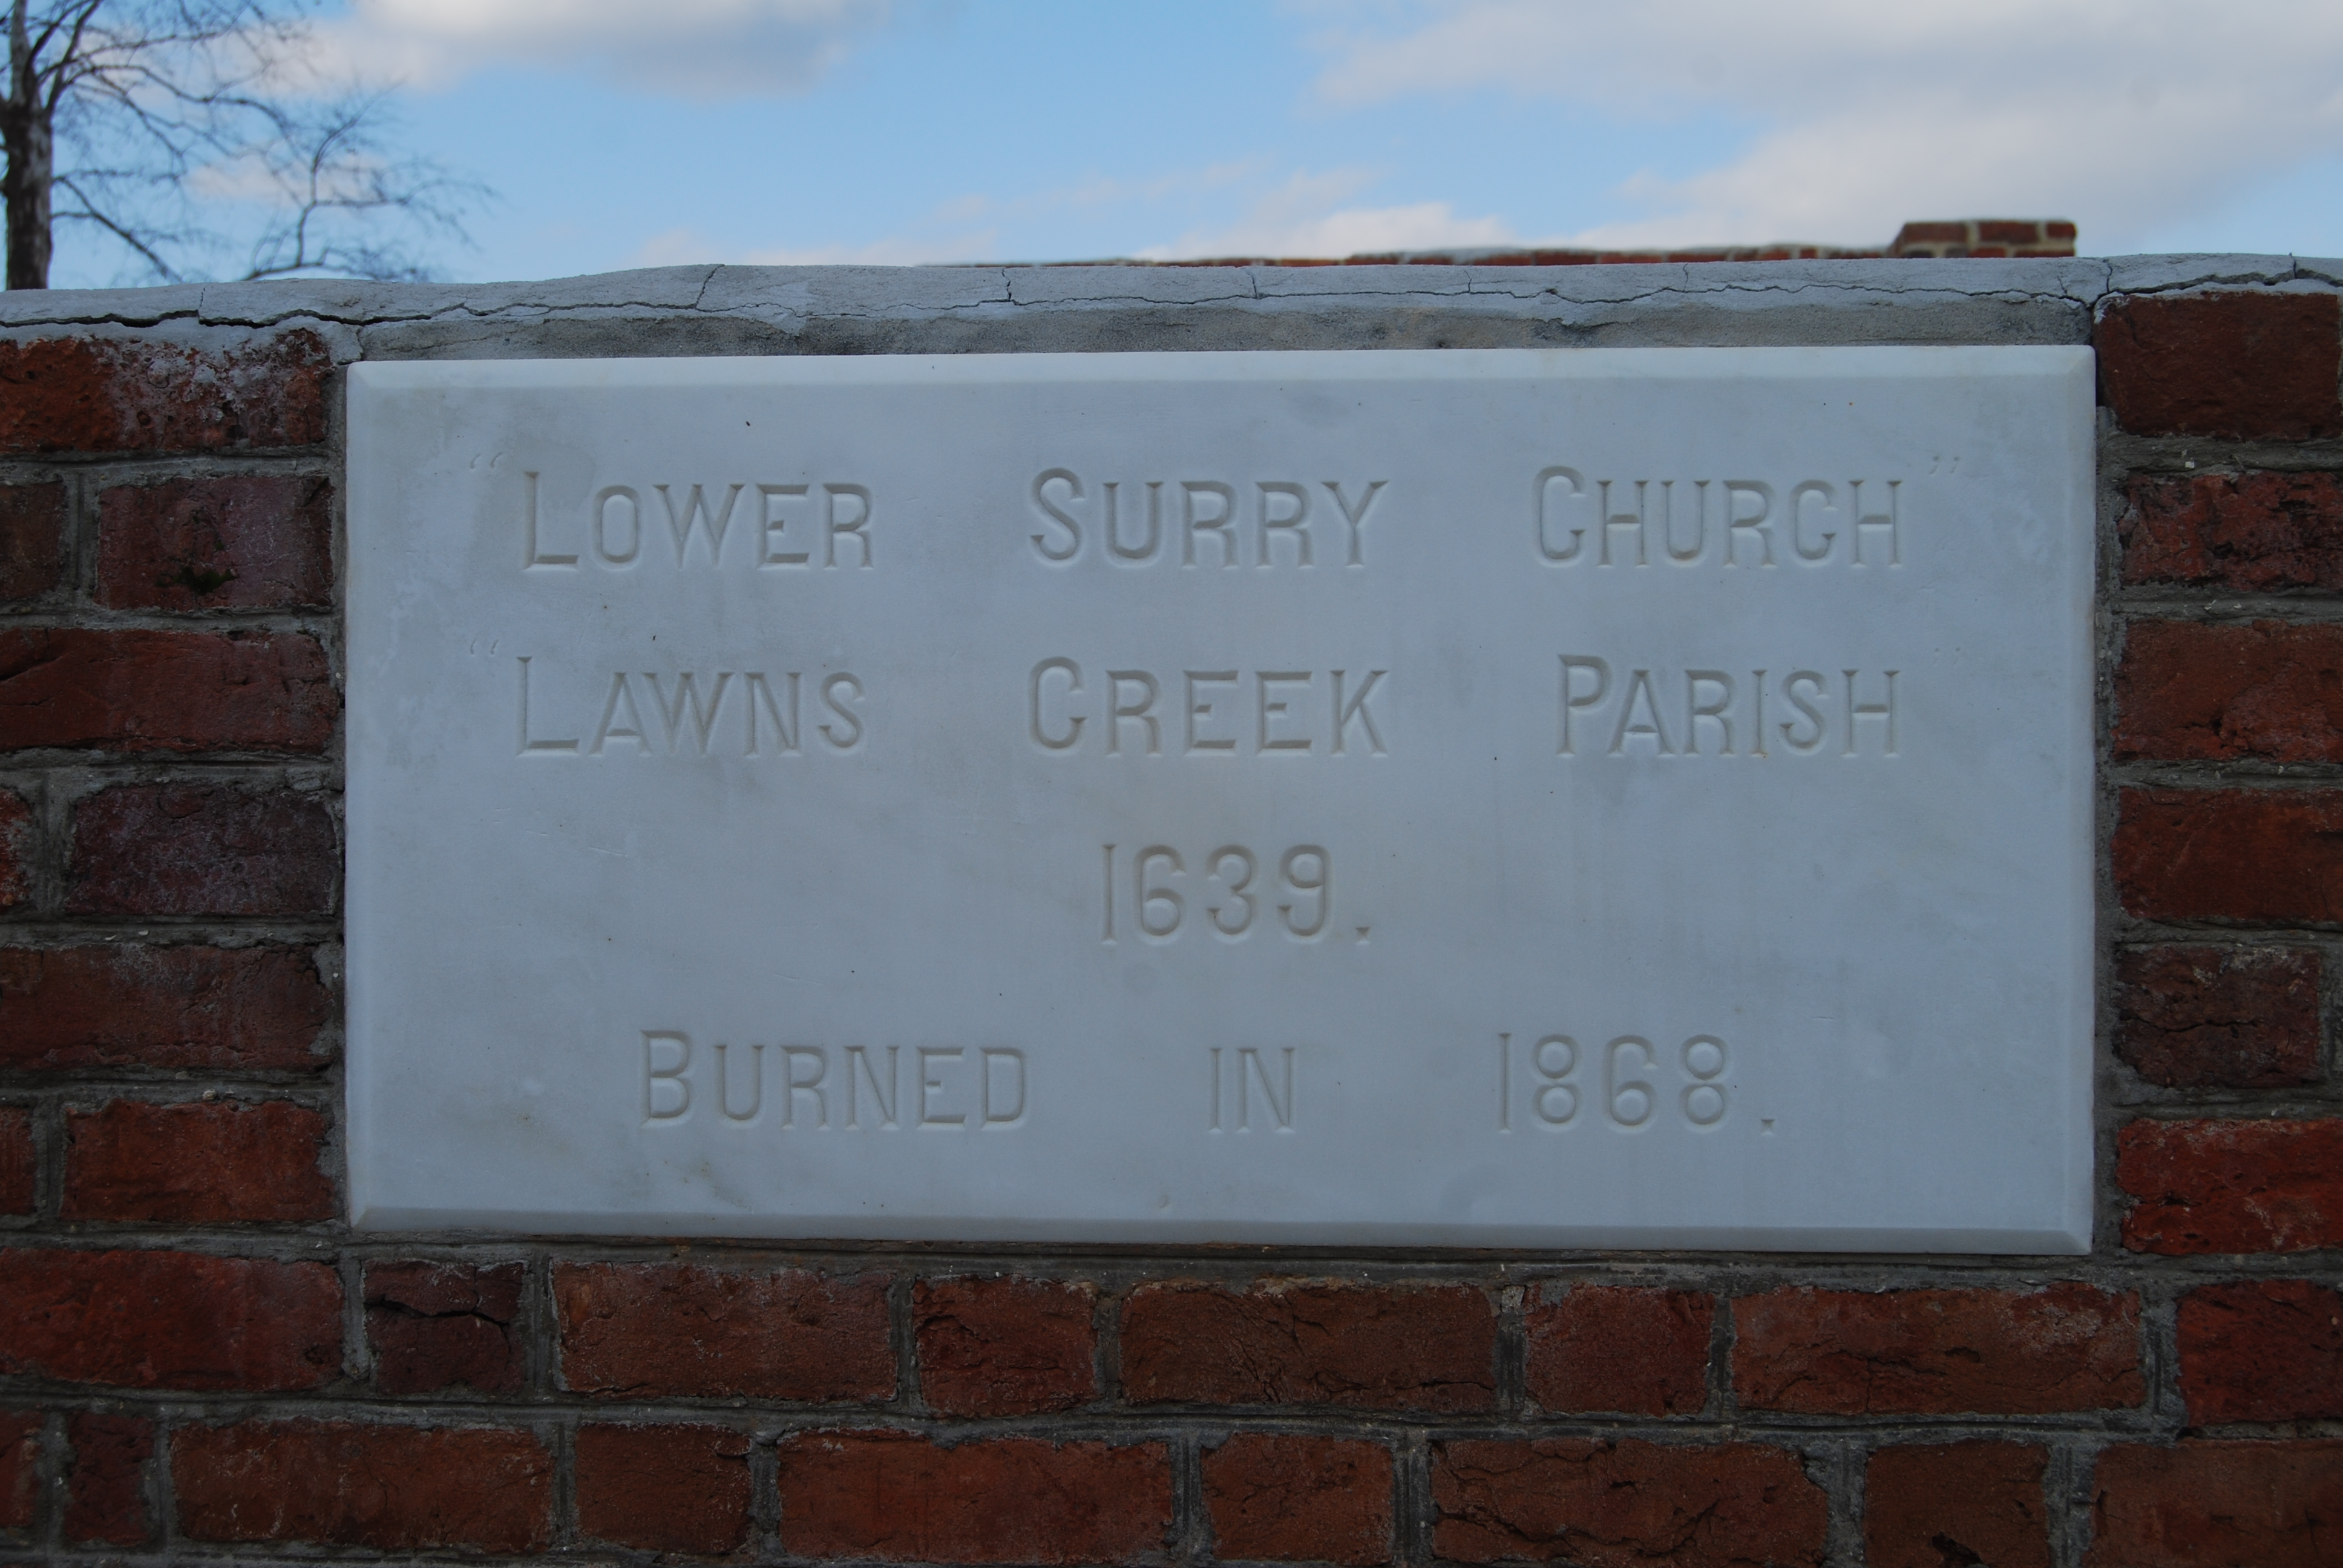 “Lower Surry Church”
“Lawns Creek Parish”
1639.
Burned in 1868.